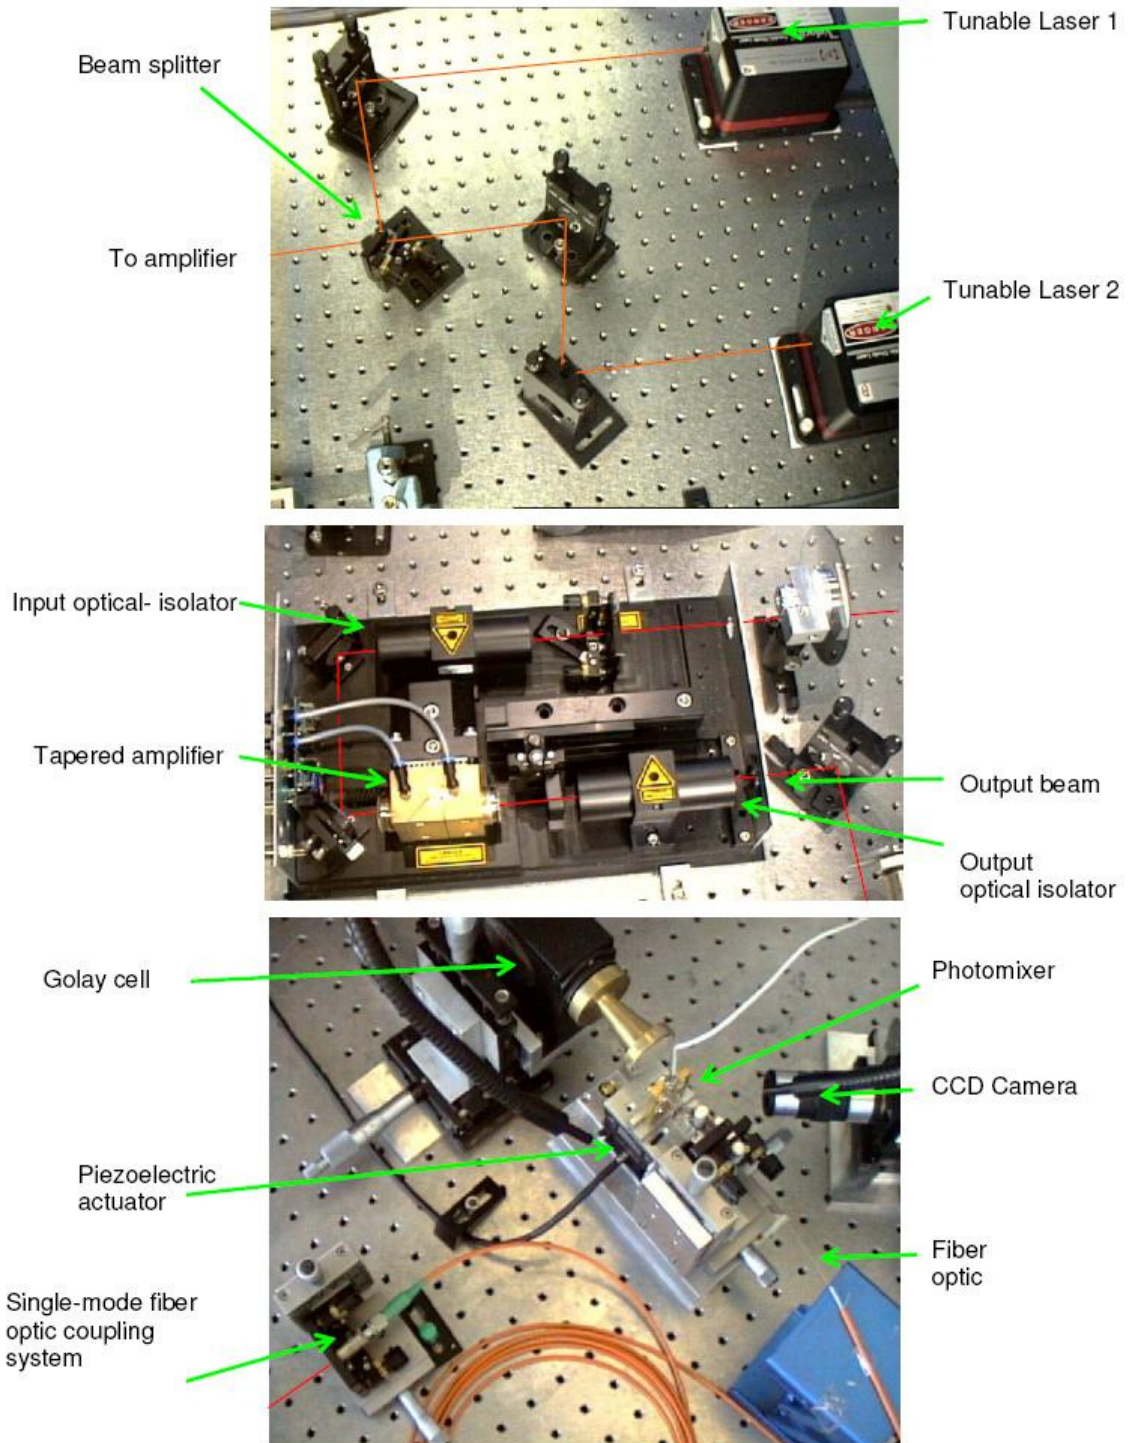 Tunable Laser 1
Beam splitter
To amplifier
Tunable Laser 2
DANGER
Input optical- isolator
Tapered amplifier
Output beam
Output
optical isolator
Golay cell
Photomixer
CCD Camera
Piezoelectric
actuator
Fiber
optic
Single-mode fiber
optic coupling
system